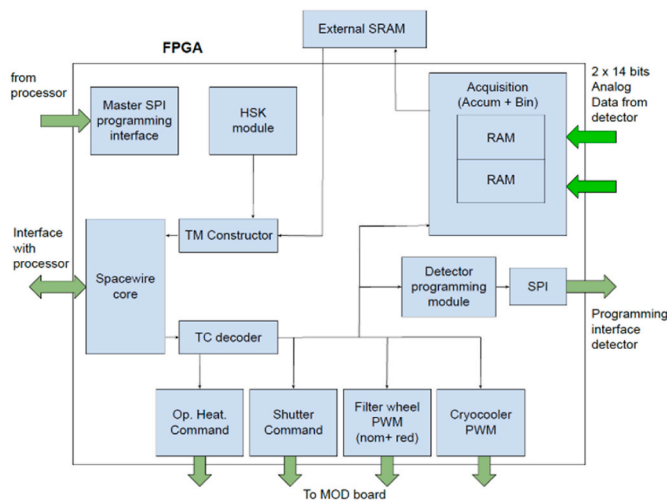 External SRAM
FPGA
from
processor
Master SPI
programming
interface
HSK
module
Acquisition
(Accum + Bin)
RAM
RAM
2 x 14 bits
Analog
Data from
detector
Interface
with
processor
Spacewire
core
TM Constructor
Detector
programming
module
SPI
Programming
interface
detector
TC decoder
Op. Heat.
Command
Shutter
Command
Filter wheel
PWM
(nom+ red)
Cryocooler
PWM
To MOD board